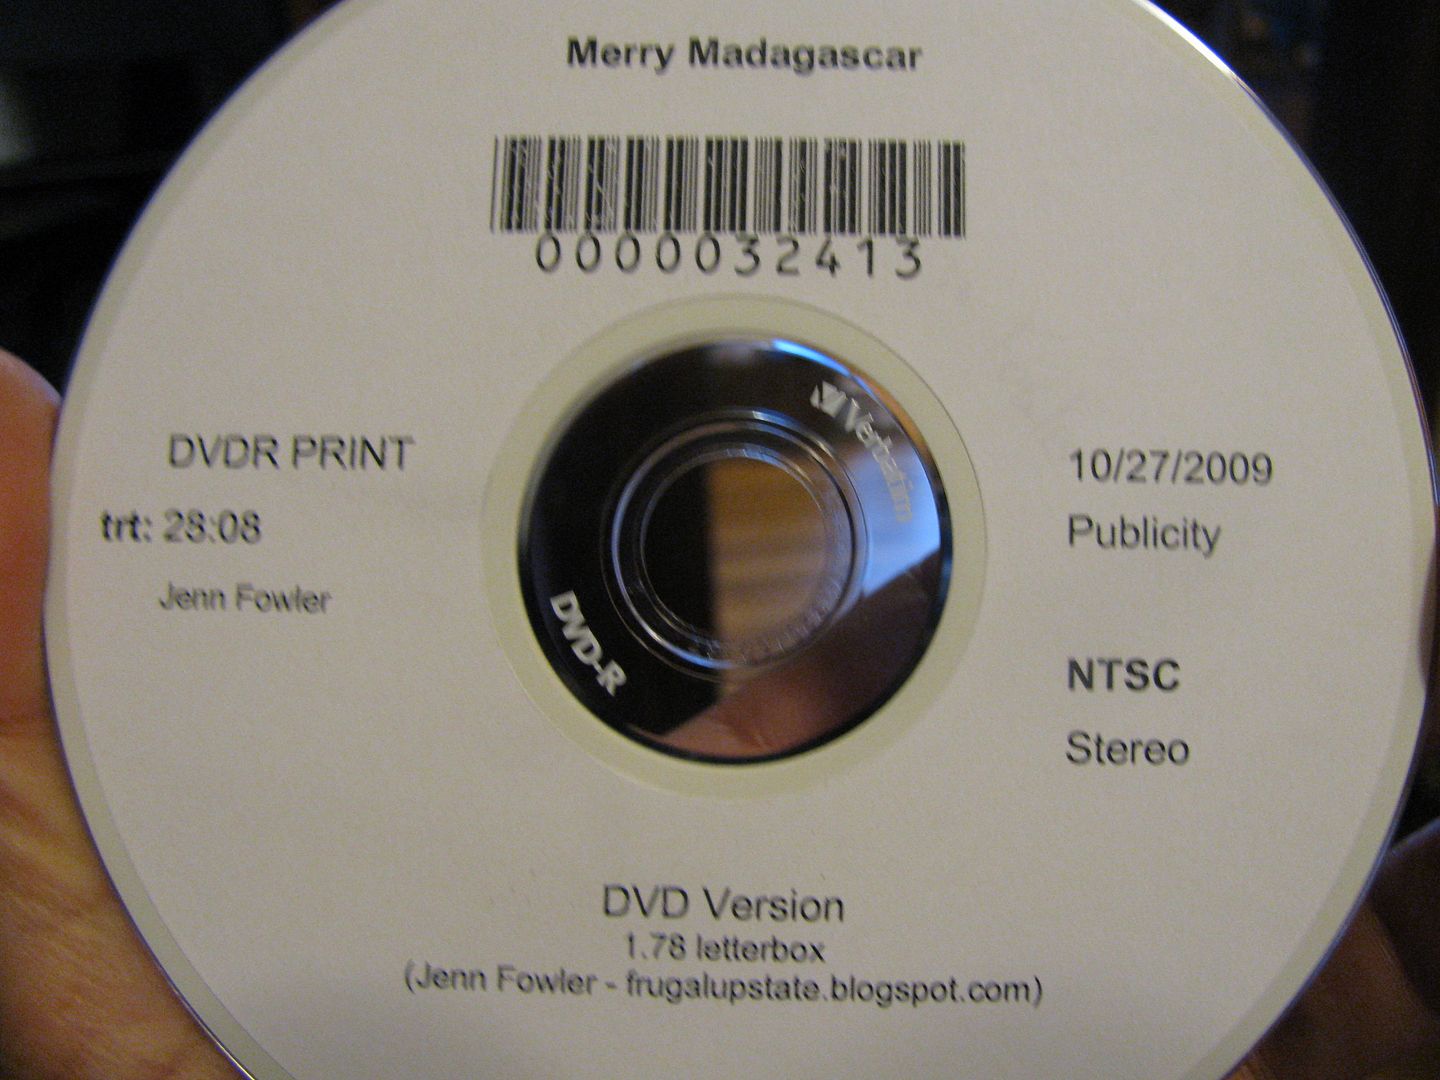 Merry Madagascar
0000032413
Verbatim
DVDR PRINT
trt: 28:08
Jenn Fowler
10/27/2009
Publicity
NTSC
Stereo
DVD-R
DVD Version
1.78 letterbox
(Jenn Fowler - frugalupstate.blogspot.com)